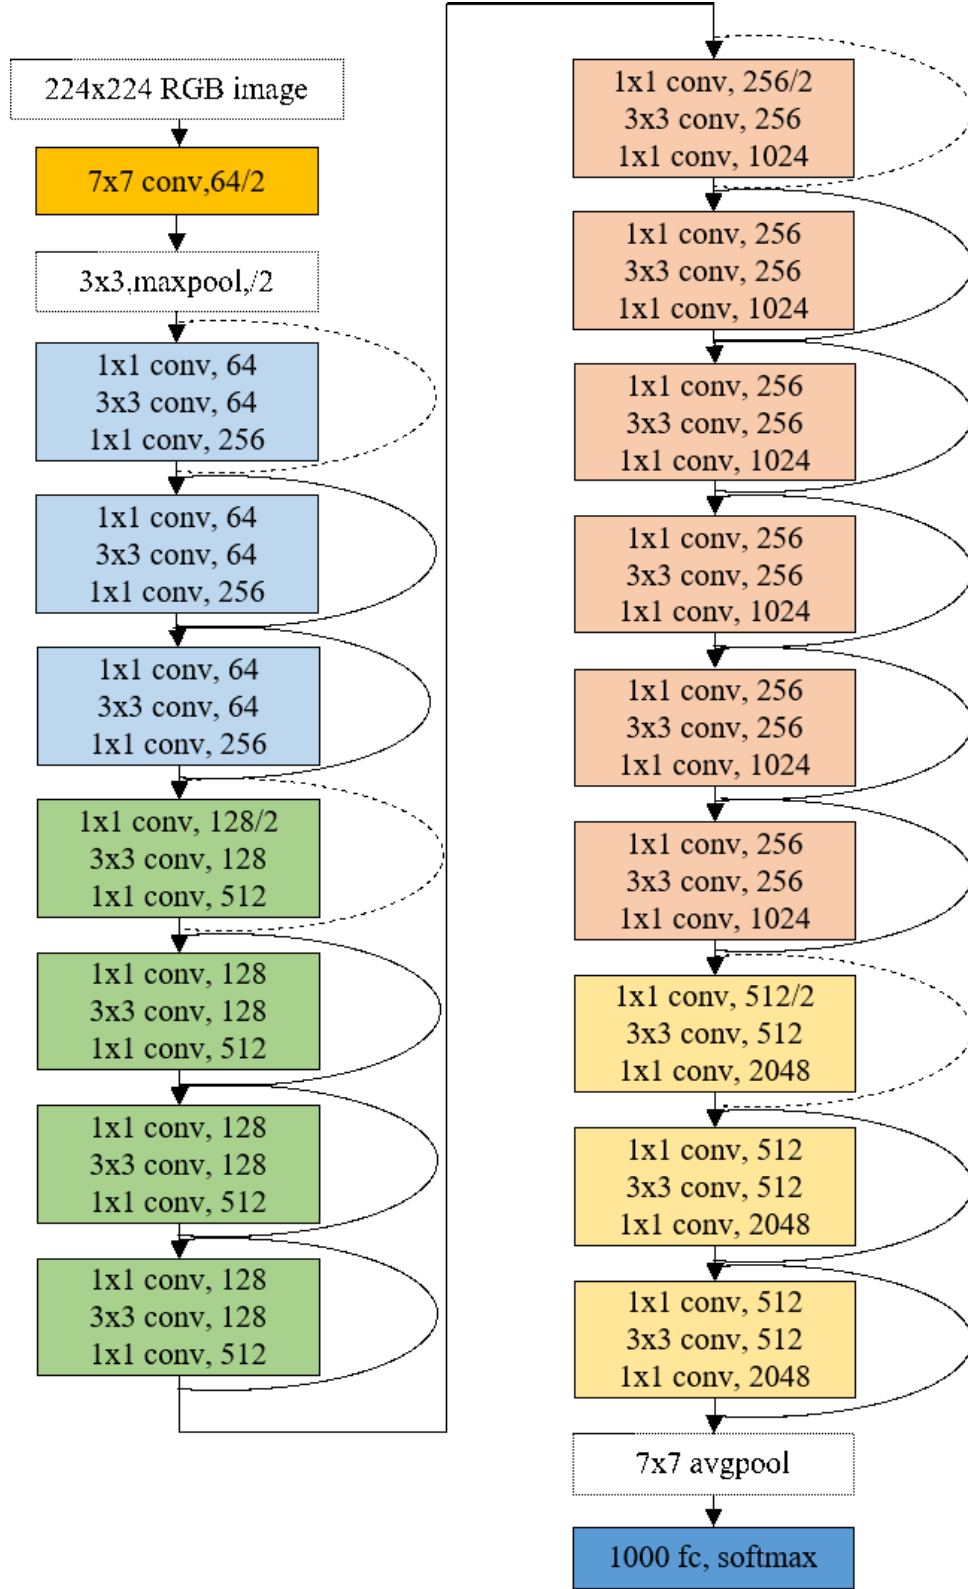 224x224 RGB image
7x7 conv,64/2
3x3,maxpool,/2
1x1 conv, 64
3x3 conv, 64
1x1 conv, 256
1x1 conv, 64
3x3 conv, 64
1x1 conv, 256
1x1 conv, 64
3x3 conv, 64
1x1 conv, 256
1x1 conv, 128/2
3x3 conv, 128
1x1 conv, 512
1x1 conv, 128
3x3 conv, 128
1x1 conv, 512
1x1 conv, 128
3x3 conv, 128
1x1 conv, 512
1x1 conv, 128
3x3 conv, 128
1x1 conv, 512
1x1 conv, 256/2
3x3 conv, 256
1x1 conv, 1024
1x1 conv, 256
3x3 conv, 256
1x1 conv, 1024
1x1 conv, 256
3x3 conv, 256
1x1 conv, 1024
1x1 conv, 256
3x3 conv, 256
1x1 conv, 1024
1x1 conv, 256
3x3 conv, 256
1x1 conv, 1024
1x1 conv, 256
3x3 conv, 256
1x1 conv, 1024
1x1 conv, 512/2
3x3 conv, 512
1x1 conv, 2048
1x1 conv, 512
3x3 conv, 512
1x1 conv, 2048
1x1 conv, 512
3x3 conv, 512
1x1 conv, 2048
7x7 avgpool
1000 fc, softmax